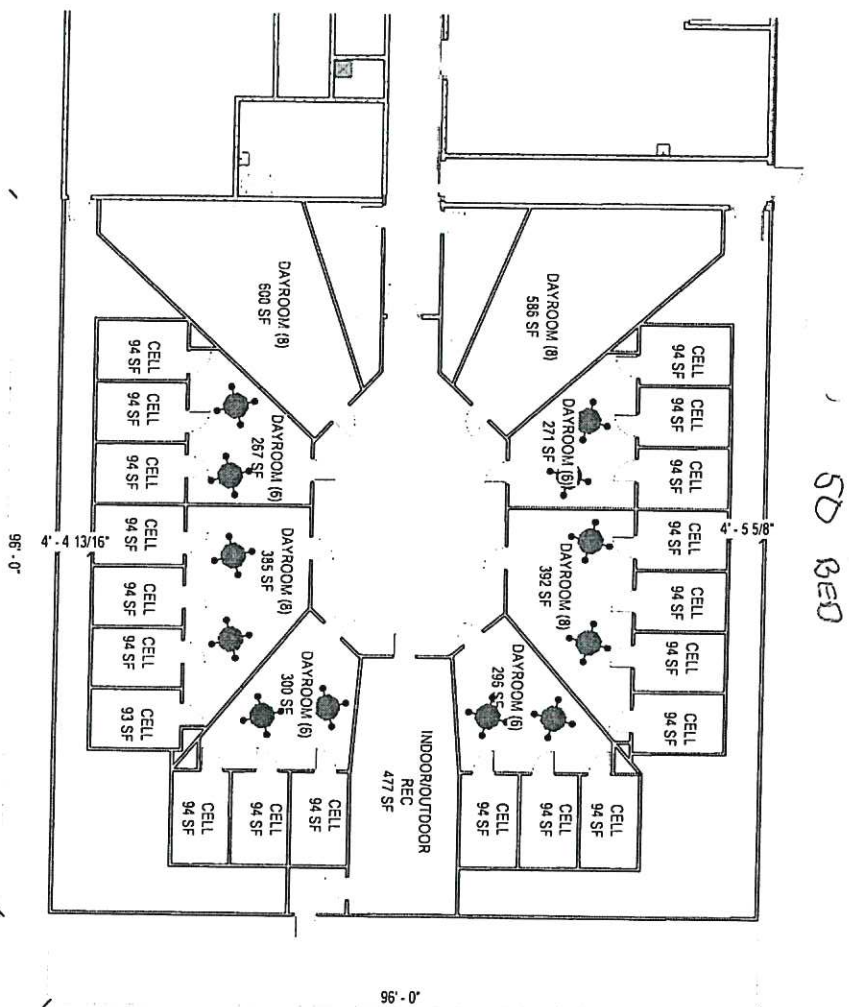 50 BED
DAYROOM (8)
586 SF
CELL
94 SF
CELL
94 SF
CELL
94 SF
CELL
94 SF
CELL
94 SF
CELL
94 SF
CELL
94 SF
4' - 5 5/8"
DAYROOM (6)
271 SF
DAYROOM (8)
392 SF
DAYROOM (6)
296 SF
CELL
94 SF
CELL
94 SF
CELL
94 SF
INDOOR/OUTDOOR
REC
477 SF
DAYROOM (8)
600 SF
DAYROOM (6)
267 SF
DAYROOM (8)
385 SF
DAYROOM (6)
300 SF
CELL
94 SF
CELL
94 SF
CELL
94 SF
CELL
94 SF
CELL
94 SF
CELL
94 SF
CELL
94 SF
CELL
94 SF
CELL
94 SF
CELL
93 SF
4' - 4 13/16"
96' - 0"
96' - 0"